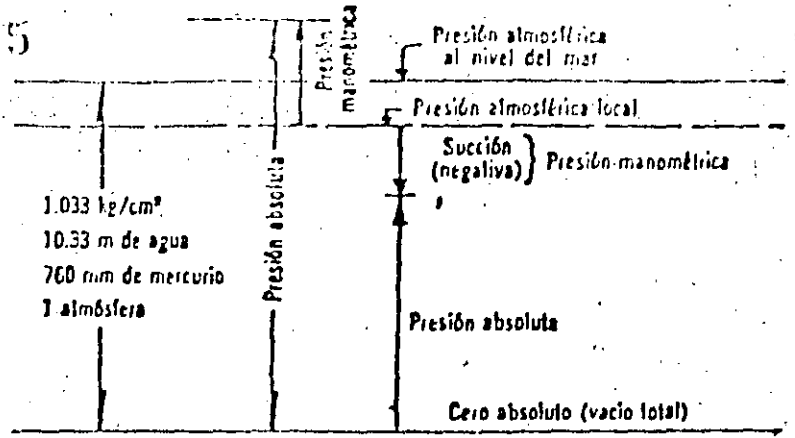 5)
Presión manométrica
Presión atmosférica
al nivel del mar
Presión atmosférica local
Succión
(negativa)
Presión manométrica
1.033 kg/cm²
10.33 m de agua
760 mm de mercurio
1 atmósfera
Presión absoluta
Presión absoluta
Cero absoluto (vacio total)